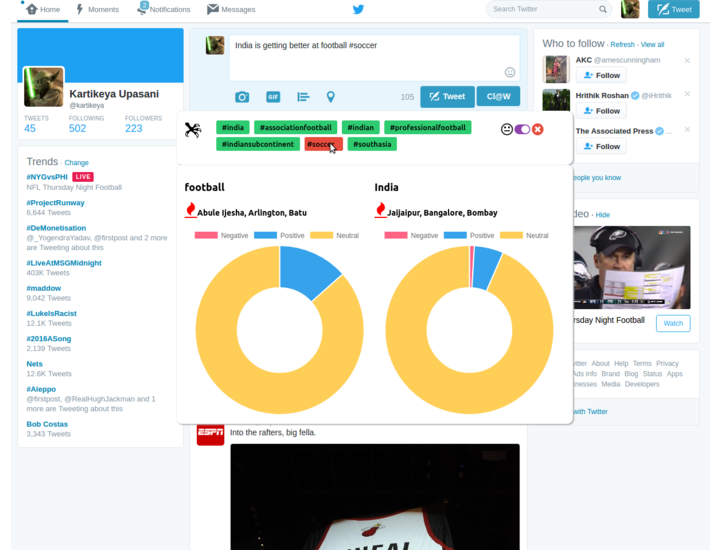 Home
Moments
2
Notifications
Messages
Search Twitter
Tweet
Kartikeya Upasani
@kartikeya
TWEETS FOLLOWING FOLLOWERS
45 502 223
Trends · Change
#NYGvsPHI LIVE
NFL Thursday Night Football
#ProjectRunway
6,644 Tweets
#DeMonetisation
@_YogendraYadav, @firstpost and 2 more
are Tweeting about this
#LiveAtMSGMidnight
403K Tweets
#maddow
9,042 Tweets
#LukeIsRacist
12.1K Tweets
#2016ASong
2,139 Tweets
Nets
12.6K Tweets
#Aleppo
@firstpost, @RealHughJackman and 1
more are Tweeting about this
Bob Costas
3,343 Tweets
India is getting better at football #soccer
GIF
105
Tweet
Cl@W
#india #associationfootball #indian #professionalfootball
#indiansubcontinent #soccer #southasia
football
Abule Ijesha, Arlington, Batu
Negative Positive Neutral
India
Jaijaipur, Bangalore, Bombay
Negative Positive Neutral
ESPN
Into the rafters, big fella.
Who to follow · Refresh · View all
AKC @amescunningham
Follow
Hrithik Roshan @iHrithik
Follow
The Associated Press ...
Follow
eople you know
deo · Hide
rsday Night Football
Watch
itter About Help Terms Privacy
Ads info Brand Blog Status Apps
inesses Media Developers
with Twitter